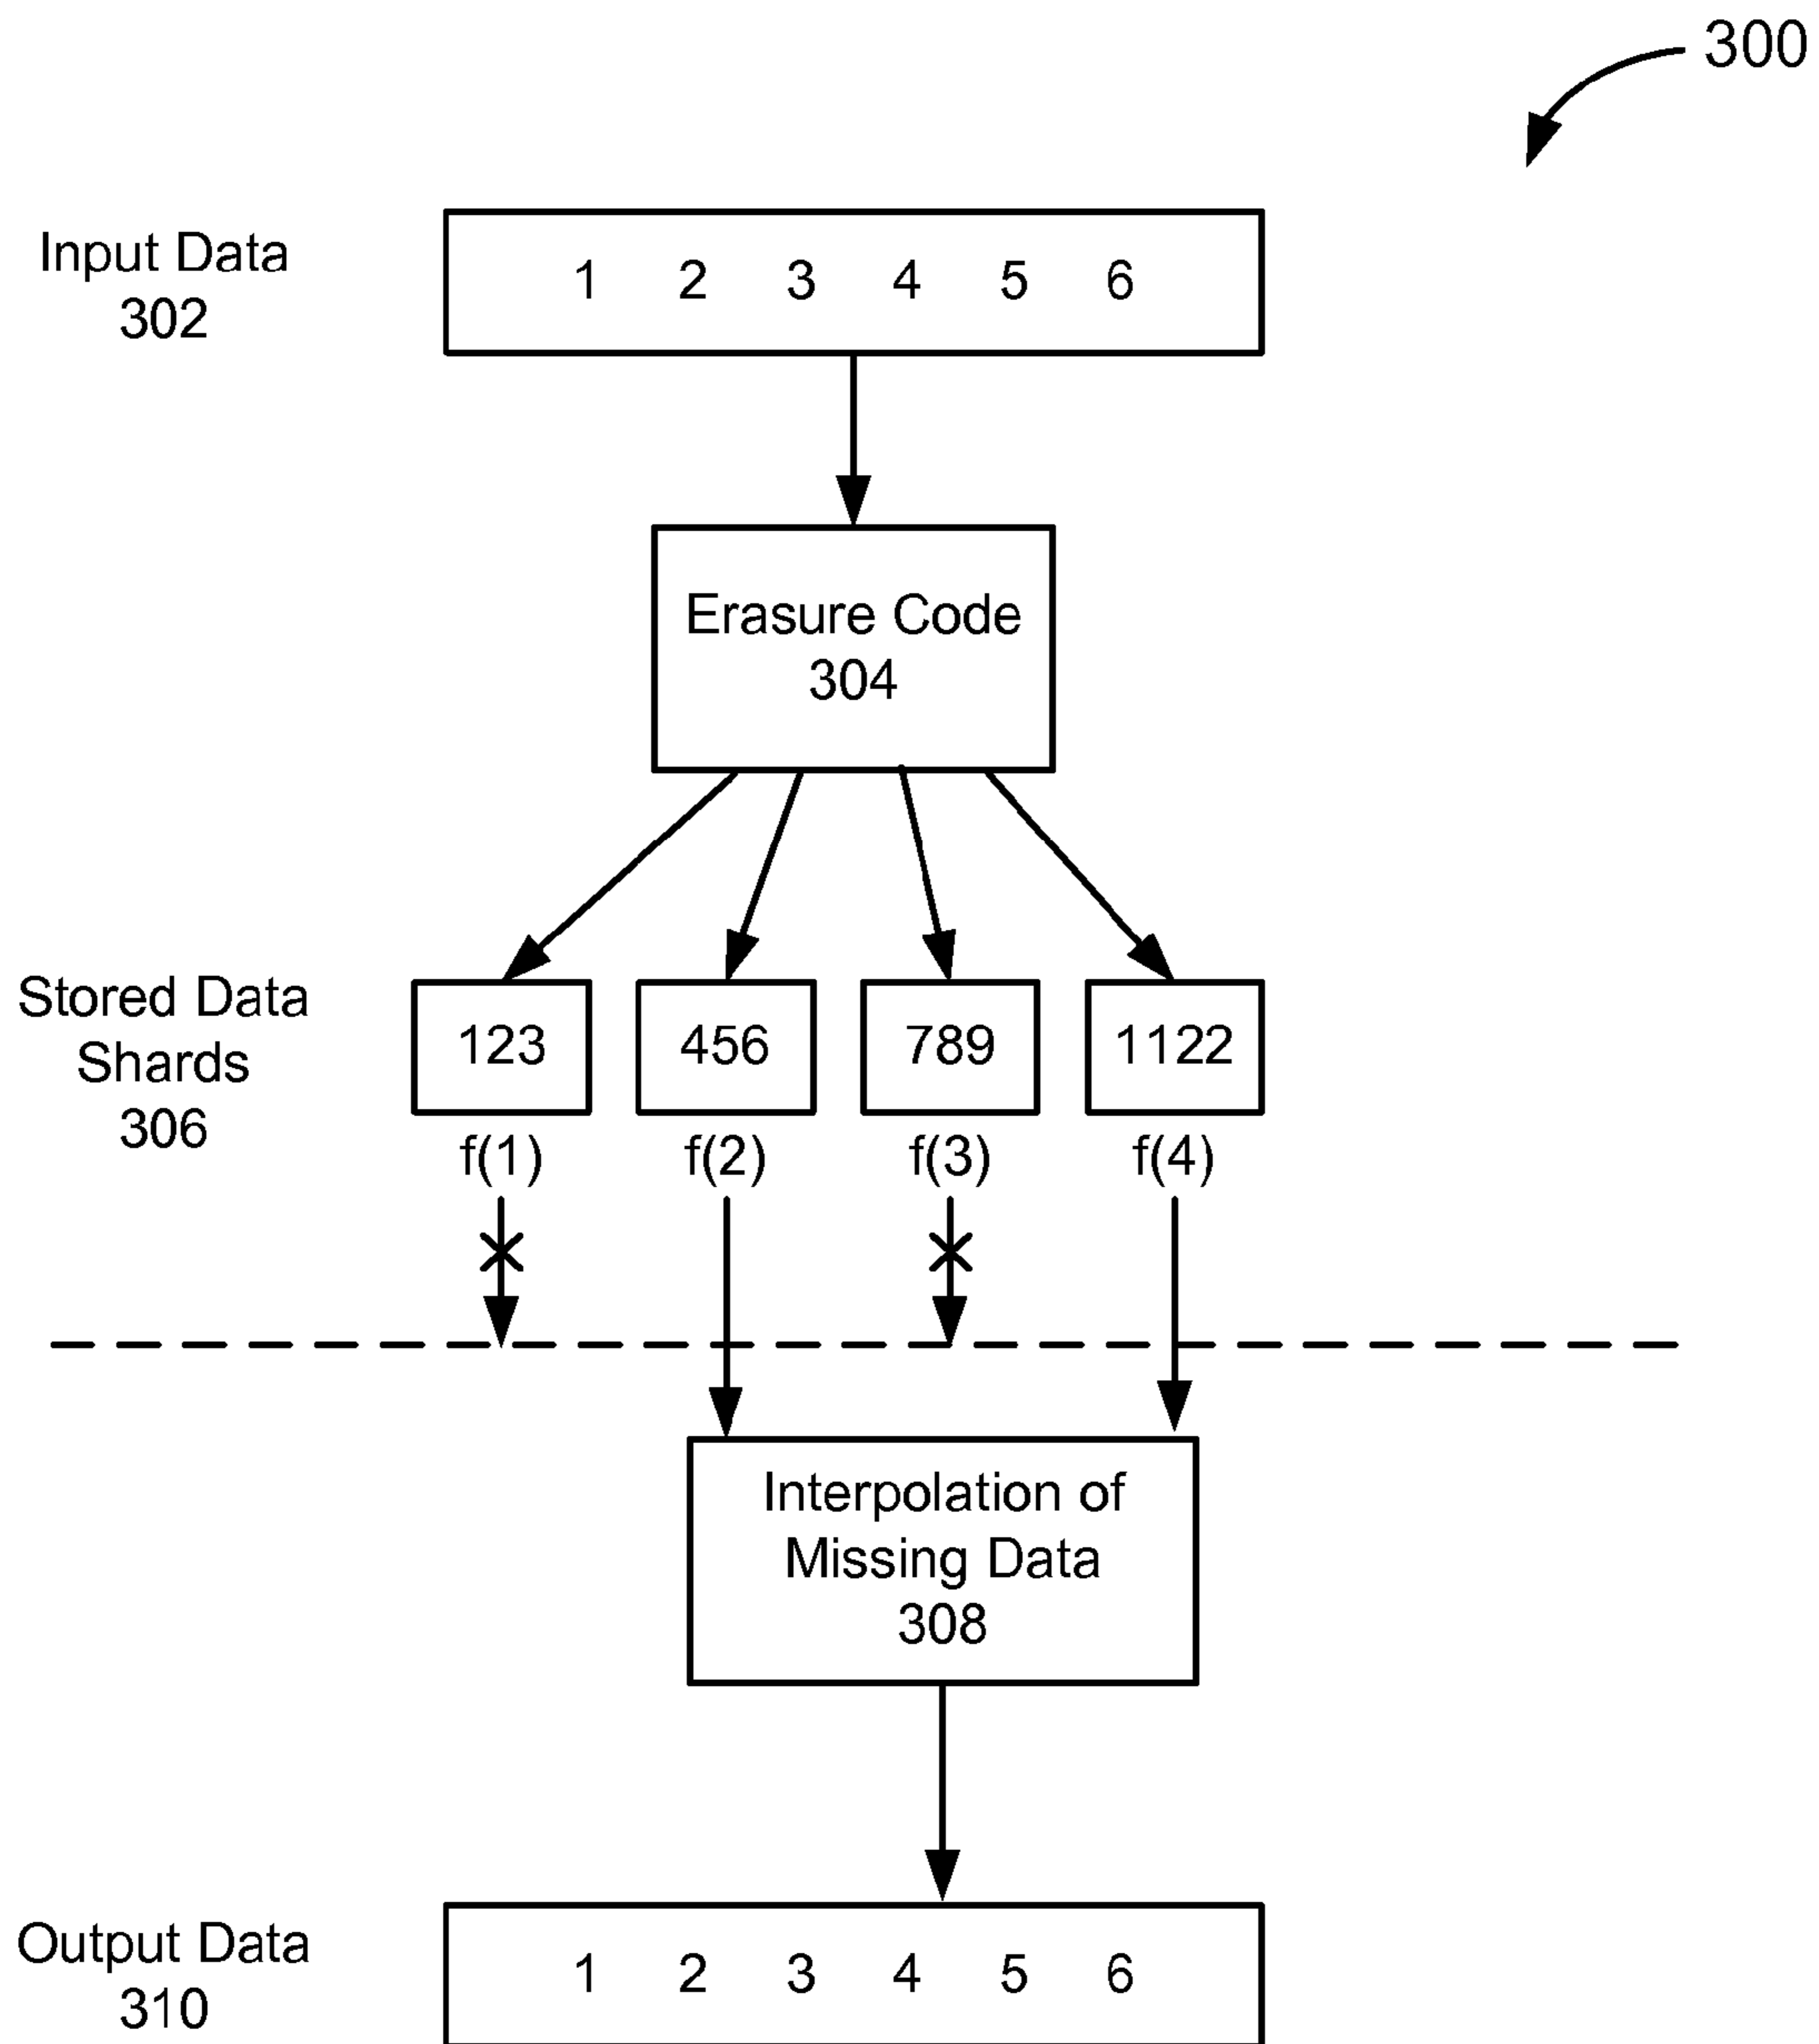 300
Input Data
302
1 2 3 4 5 6
Erasure Code
304
Stored Data
Shards
306
123 456 789 1122
f(1) f(2) f(3) f(4)
Interpolation of
Missing Data
308
Output Data
310
1 2 3 4 5 6